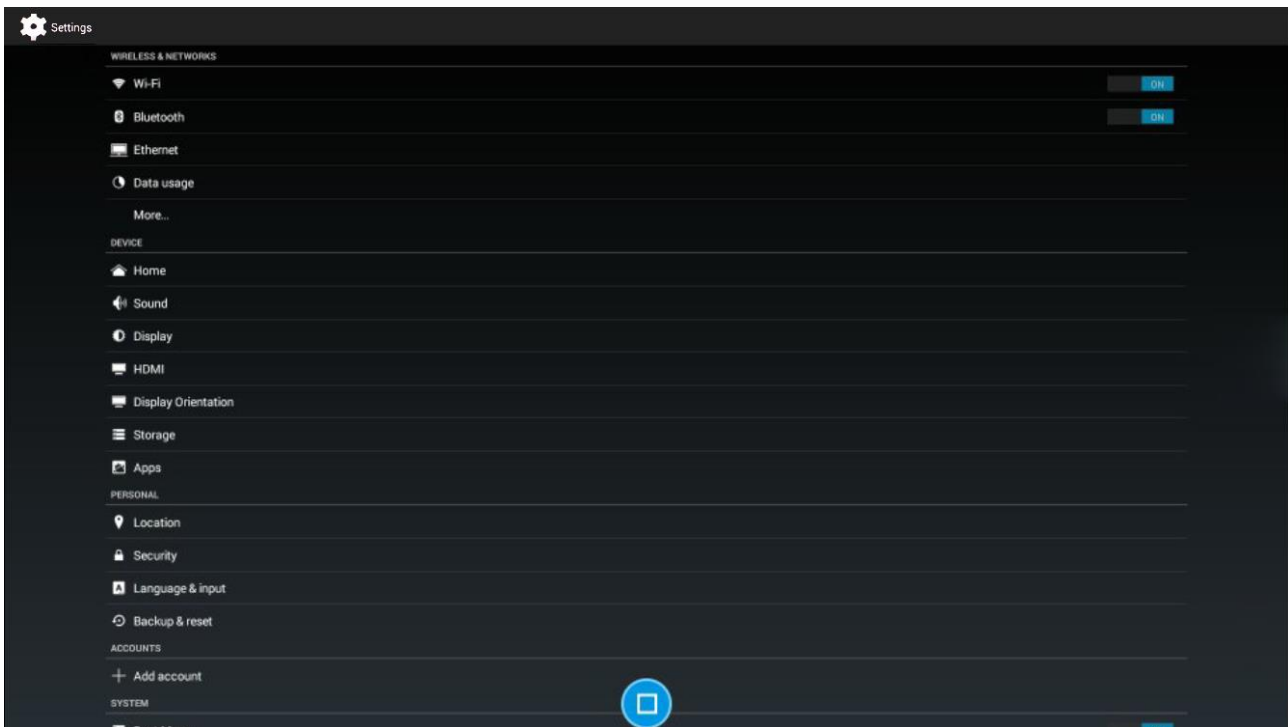 Settings
WIRELESS & NETWORKS
Wi-Fi ON
Bluetooth ON
Ethernet
Data usage
More...
DEVICE
Home
Sound
Display
HDMI
Display Orientation
Storage
Apps
PERSONAL
Location
Security
Language & input
Backup & reset
ACCOUNTS
Add account
SYSTEM